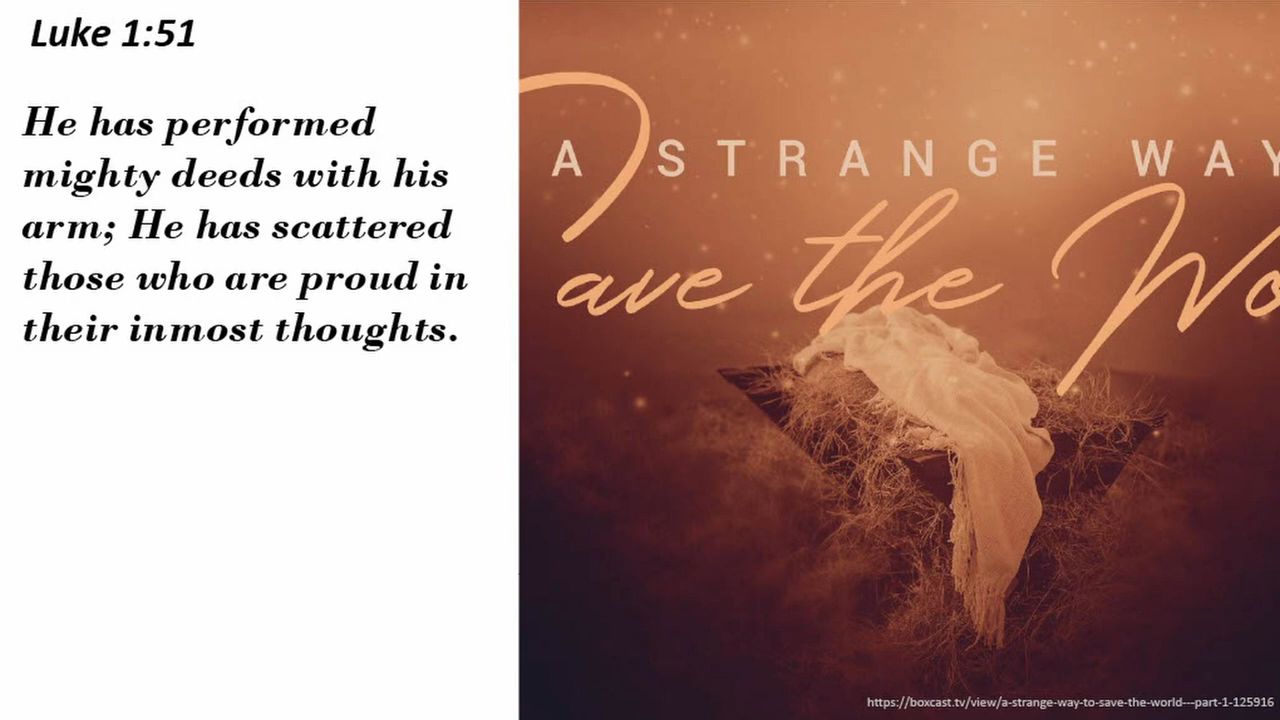 Luke 1:51
He has performed
mighty deeds with his
arm; He has scattered
those who are proud in
their inmost thoughts.
A STRANGE WAY
Save the Wo
https://boxcast.tv/view/a-strange-way-to-save-the-world---part-1-125916